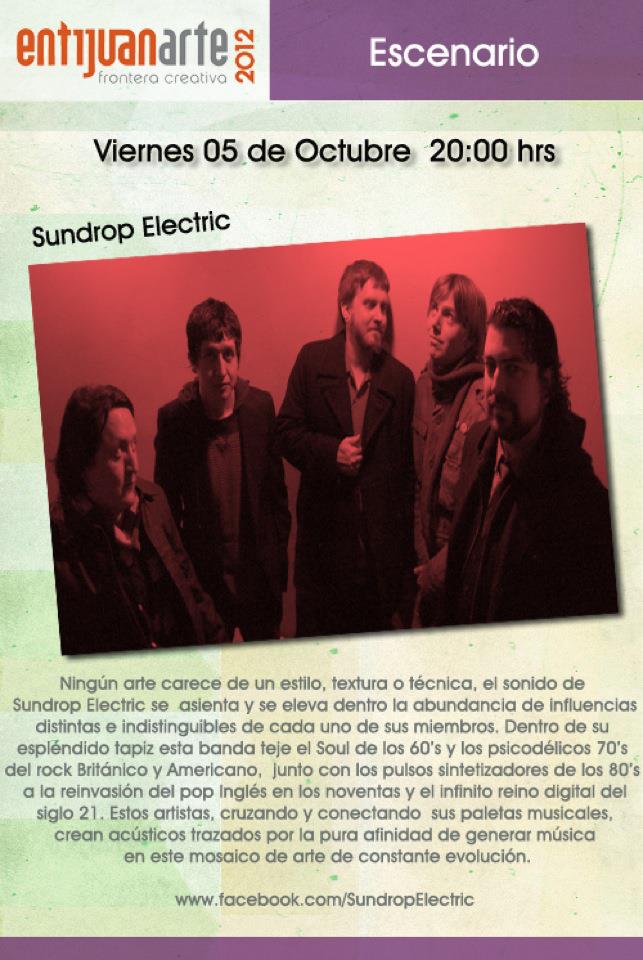 entijuanarte 2012
frontera creativa
Escenario
Viernes 05 de Octubre 20:00 hrs
Sundrop Electric
Ningún arte carece de un estilo, textura o técnica, el sonido de
Sundrop Electric se asienta y se eleva dentro la abundancia de influencias
distintas e indistinguibles de cada uno de sus miembros. Dentro de su
espléndido tapiz esta banda teje el Soul de los 60's y los psicodélicos 70's
del rock Británico y Americano, junto con los pulsos sintetizadores de los 80's
a la reinvasión del pop Inglés en los noventas y el infinito reino digital del
siglo 21. Estos artistas, cruzando y conectando sus paletas musicales,
crean acústicos trazados por la pura afinidad de generar música
en este mosaico de arte de constante evolución.
www.facebook.com/SundropElectric